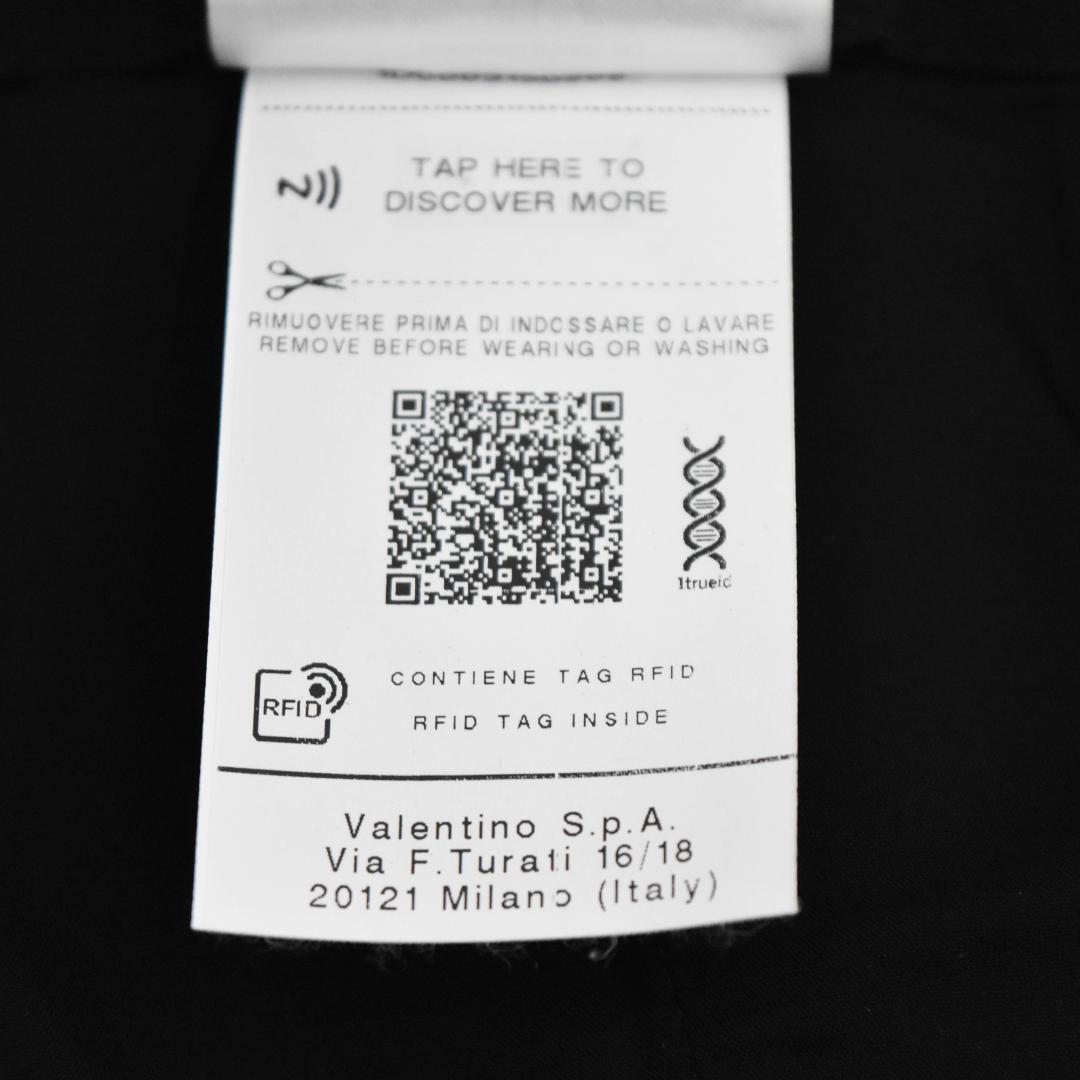 TAP HERE TO
DISCOVER MORE
RIMUOVERE PRIMA DI INDOSSARE O LAVARE
REMOVE BEFORE WEARING OR WASHING
1trueid
RFID
CONTIENE TAG RFID
RFID TAG INSIDE
Valentino S.p.A.
Via F.Turati 16/18
20121 Milano (Italy)